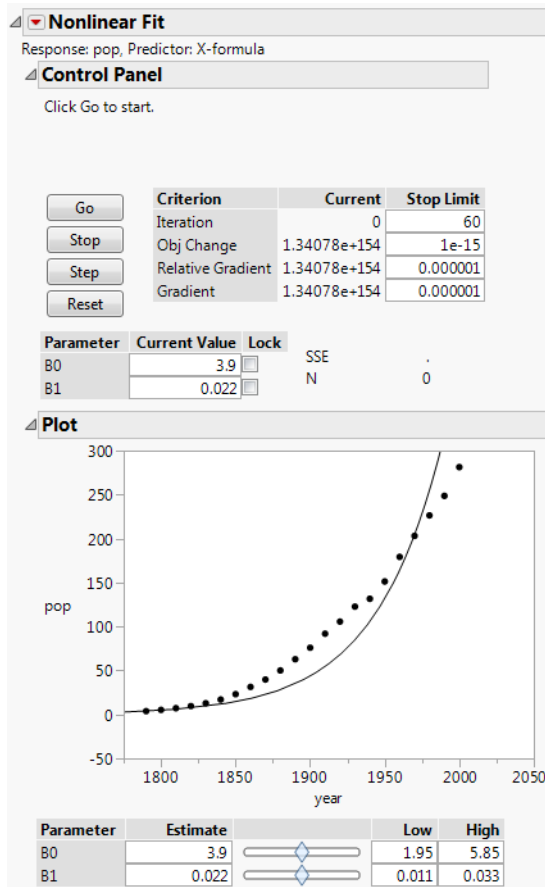 Nonlinear Fit
Response: pop, Predictor: X-formula
Control Panel
Click Go to start.
Go
Stop
Step
Reset
Criterion Current Stop Limit
Iteration 0 60
Obj Change 1.34078e+154 1e-15
Relative Gradient 1.34078e+154 0.000001
Gradient 1.34078e+154 0.000001
Parameter Current Value Lock
B0 3.9
B1 0.022
SSE .
N 0
Plot
300
250
200
150
100
50
0
-50
pop
1800 1850 1900 1950 2000 2050
year
Parameter Estimate Low High
B0 3.9 1.95 5.85
B1 0.022 0.011 0.033